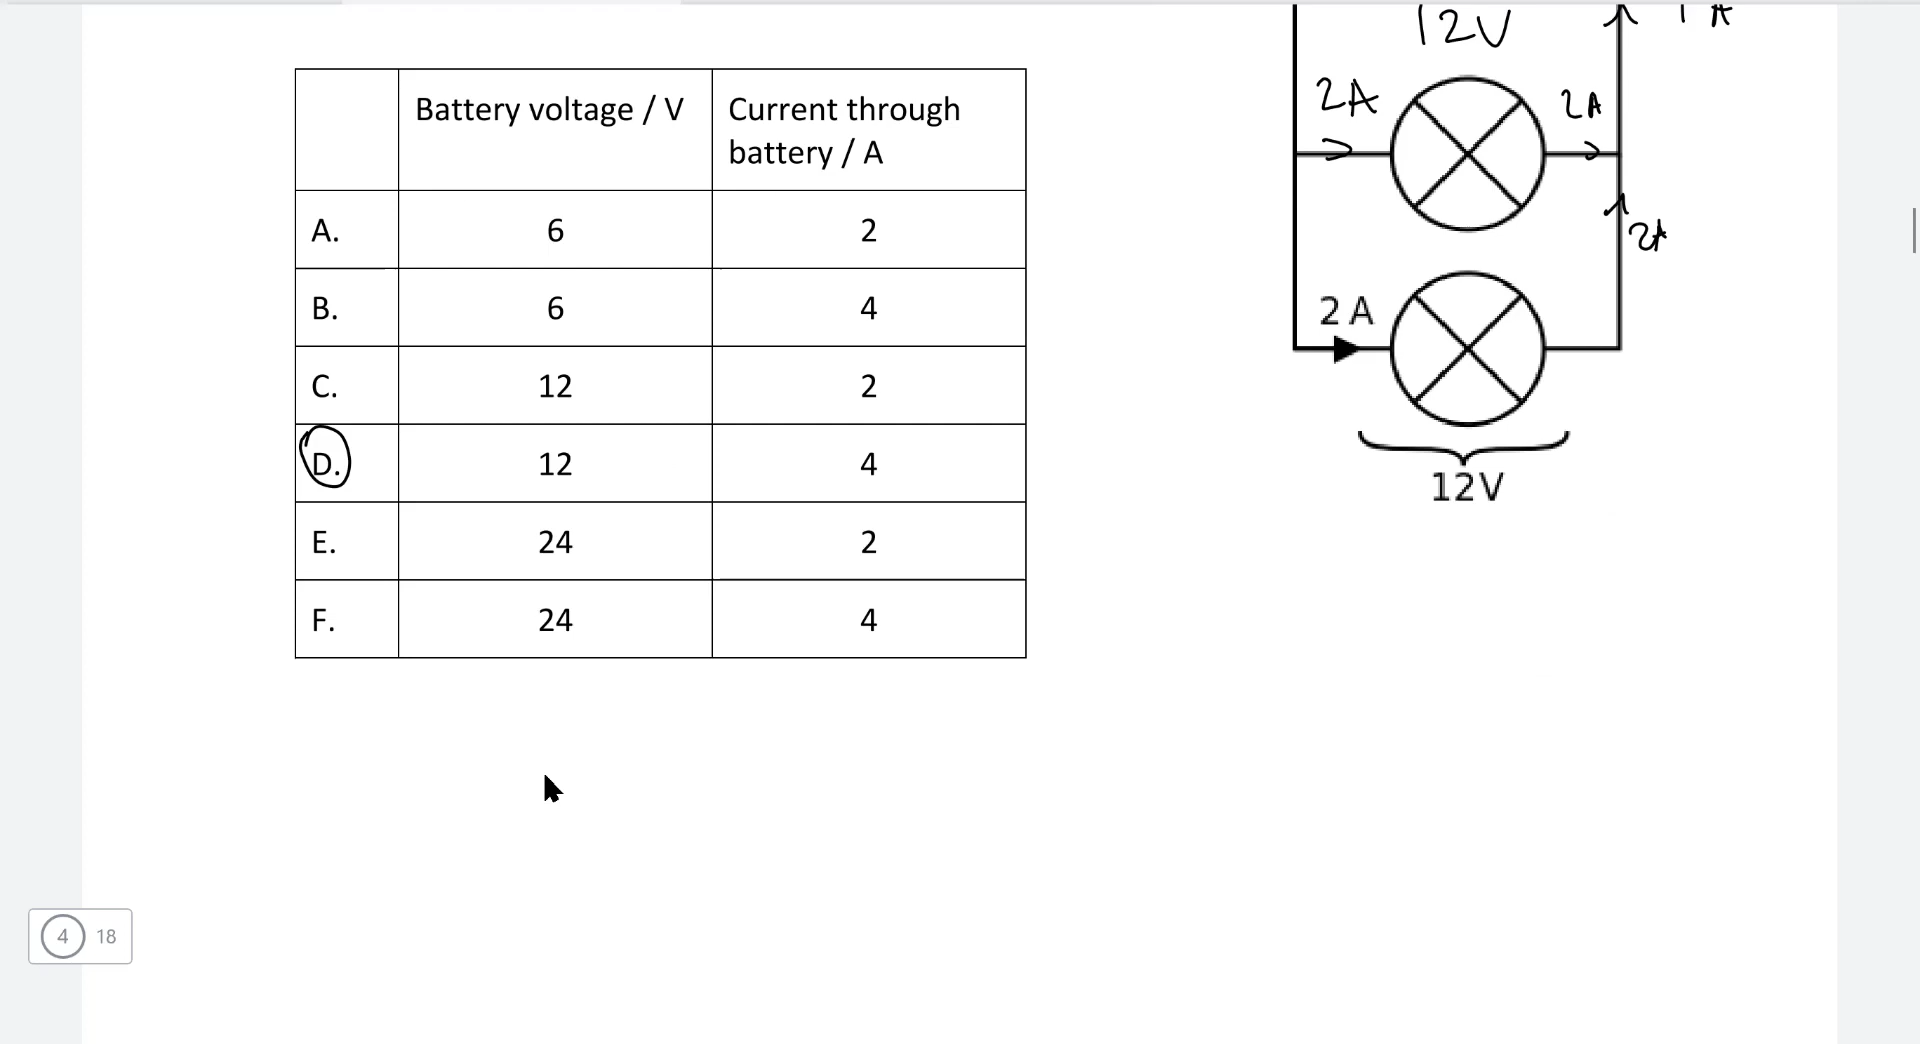 12V
Battery voltage / V
Current through
battery / A
2A
2A
A.
6
2
2A
B.
6
4
2 A
C.
12
2
D.
12
4
12V
E.
24
2
F.
24
4
4
18